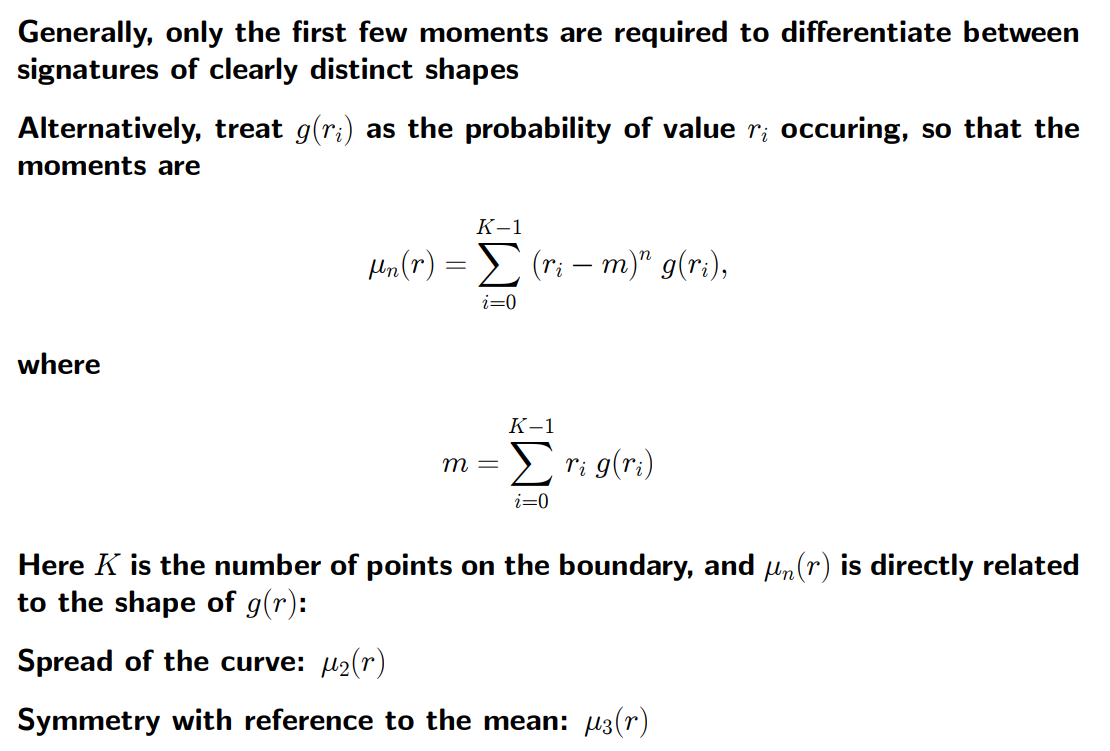 Generally, only the first few moments are required to differentiate between
signatures of clearly distinct shapes
Alternatively, treat g(r_i) as the probability of value r_i occuring, so that the
moments are
μ_n(r) = \sum_{i=0}^{K−1} (r_i − m)^n g(r_i),
where
m = \sum_{i=0}^{K−1} r_i g(r_i)
Here K is the number of points on the boundary, and μ_n(r) is directly related
to the shape of g(r):
Spread of the curve: μ_2(r)
Symmetry with reference to the mean: μ_3(r)